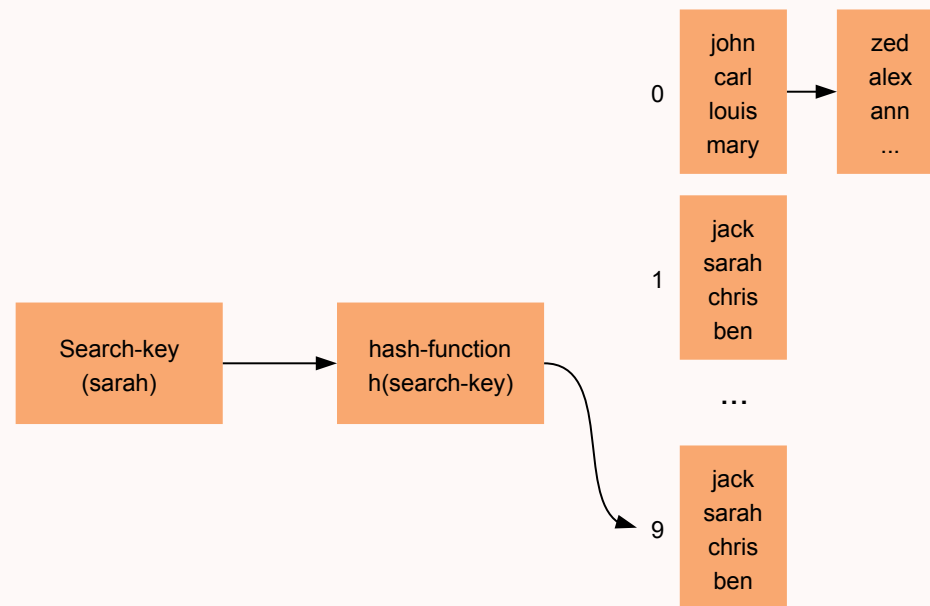 Search-key
(sarah)
hash-function
h(search-key)
0
john
carl
louis
mary
zed
alex
ann
...
1
jack
sarah
chris
ben
...
9
jack
sarah
chris
ben